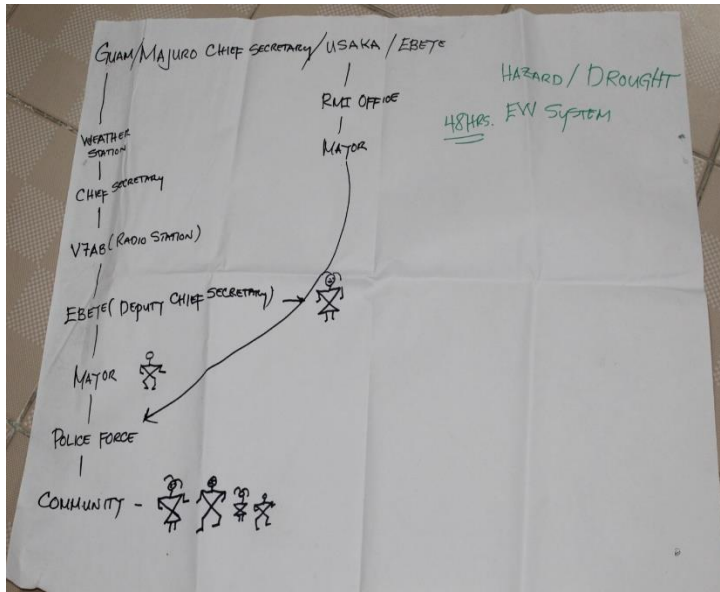 GUAM/MAJURO CHIEF SECRETARY/USAKA/EBETE
HAZARD/DROUGHT
48HRS. EW SYSTEM
RMI OFFICE
MAYOR
WEATHER
STATION
CHIEF SECRETARY
V7AB (RADIO STATION)
EBETE (DEPUTY CHIEF SECRETARY)
MAYOR
POLICE FORCE
COMMUNITY -